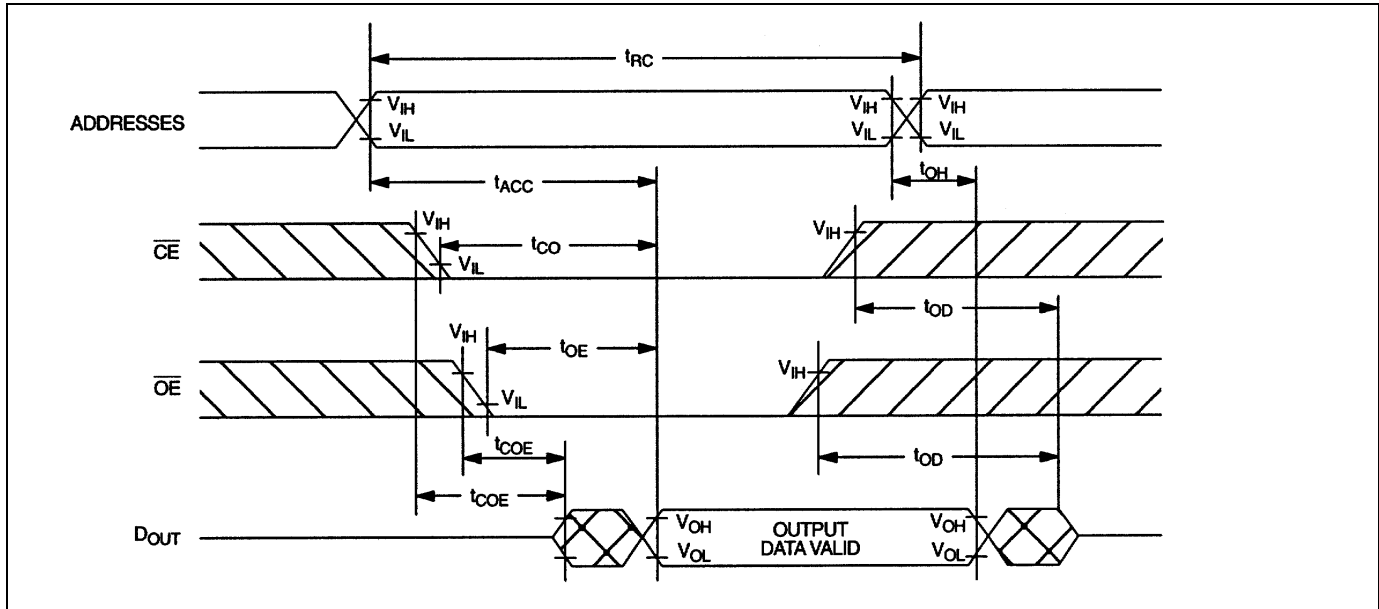 tRC
ADDRESSES
VIH
VIL
VIH
VIL
VIH
VIL
tACC
tOH
CE
VIH
VIL
tCO
VIH
tOD
OE
VIH
VIL
tOE
VIH
tCOE
tOD
tCOE
DOUT
VOH
VOL
OUTPUT
DATA VALID
VOH
VOL